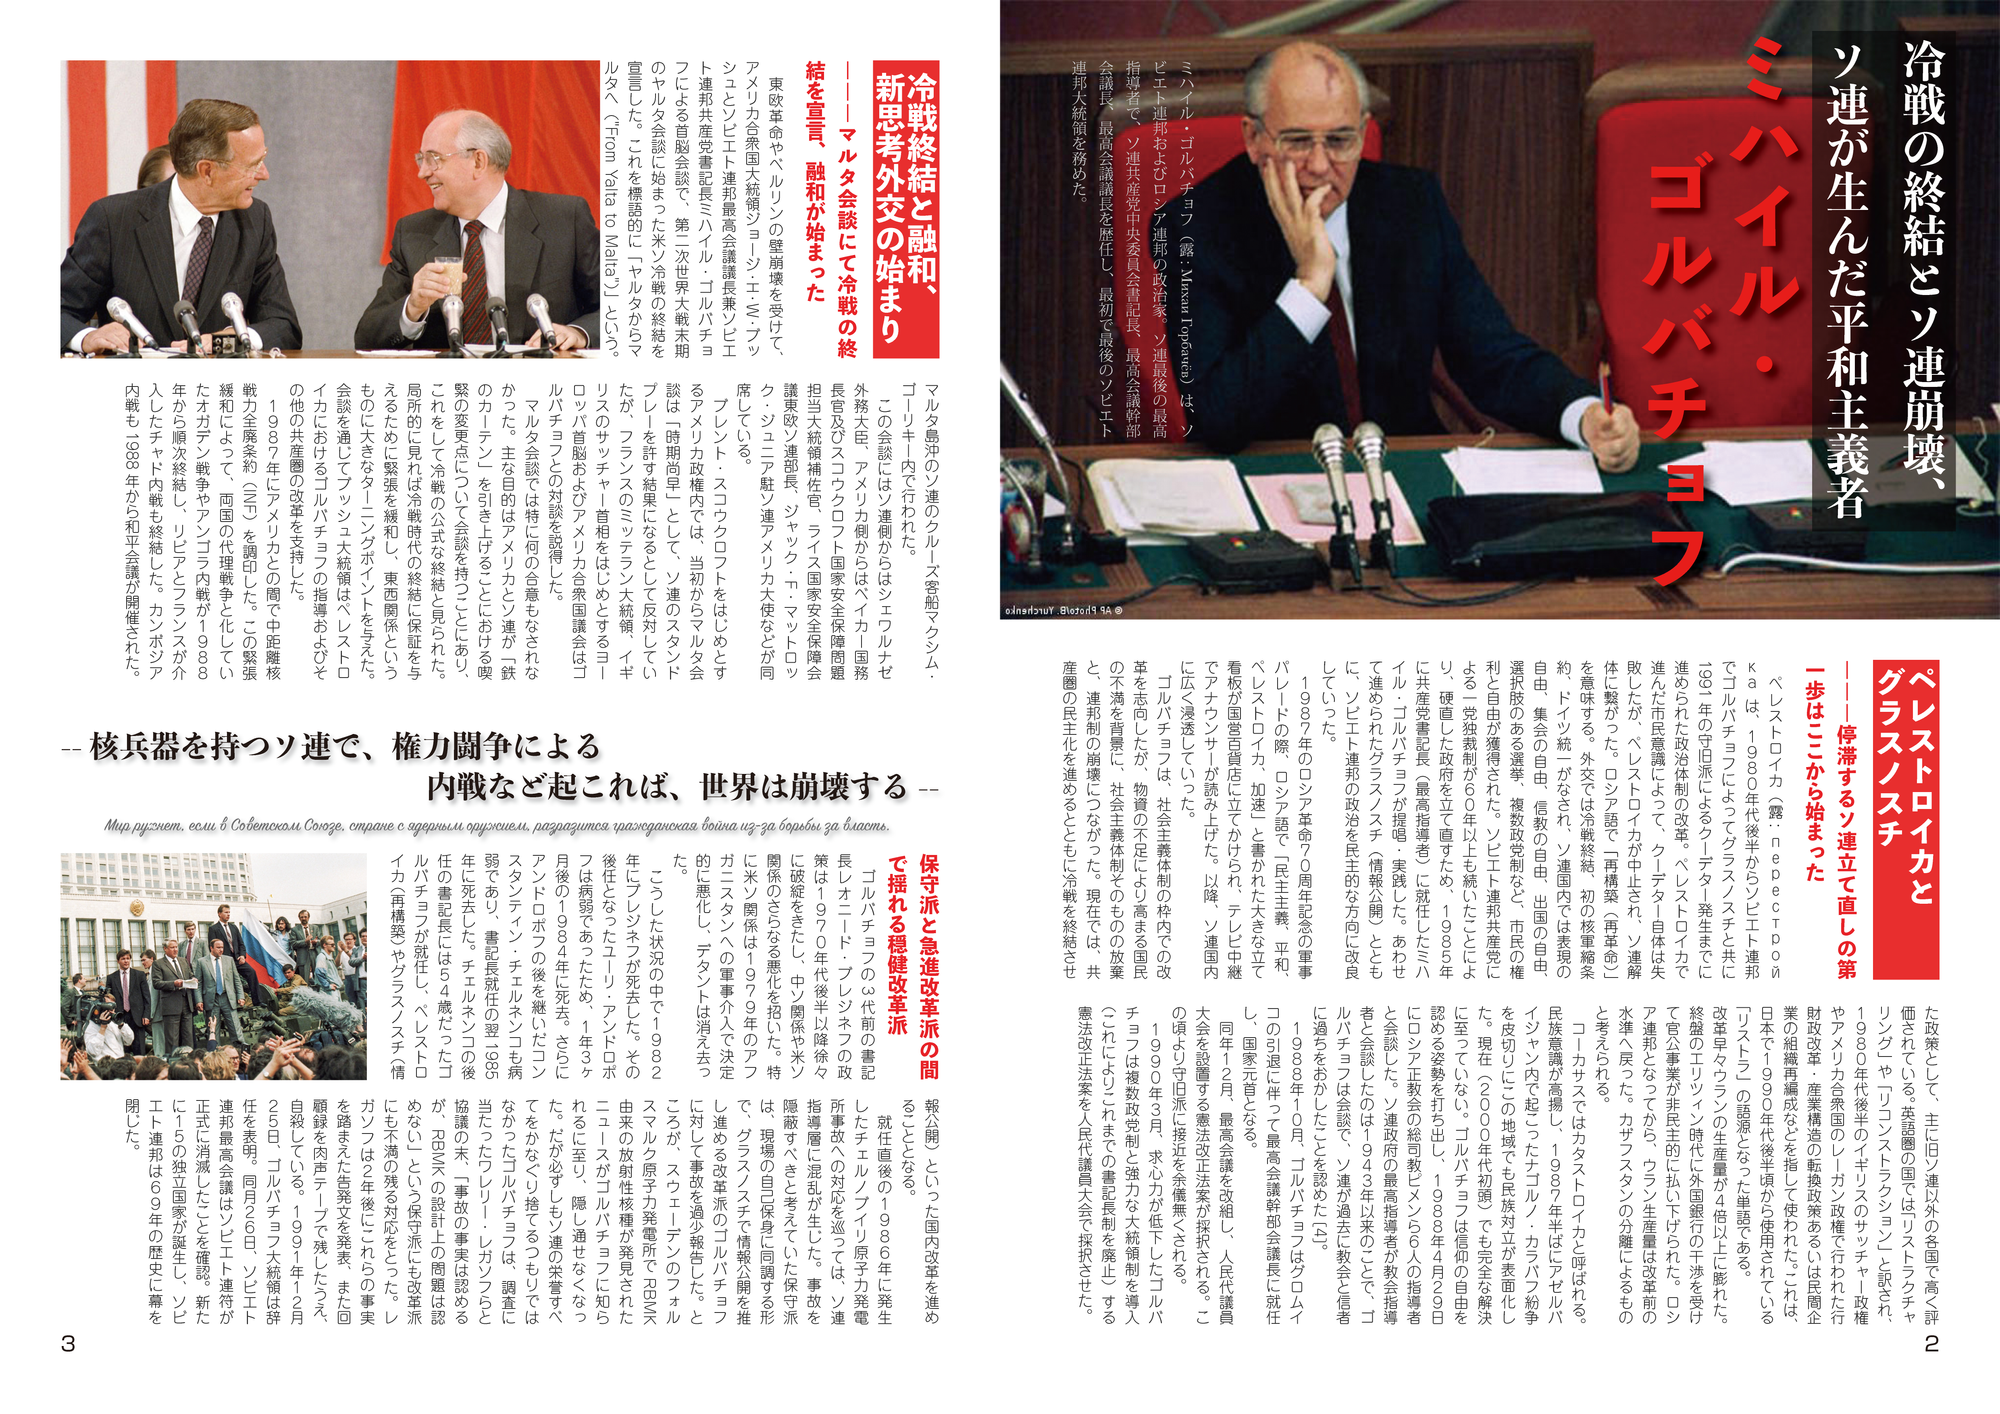 冷戦の終結とソ連崩壊、
ソ連が生んだ平和主義者
ミハイル・
ゴルバチョフ
ミハイル・ゴルバチョフ（露:Михаил Горбачёв）は、ソ
ビエト連邦およびロシア連邦の政治家。ソ連最後の最高
指導者で、ソ連共産党中央委員会書記長、最高会議幹部
会議長、最高会議議長を歴任し、最初で最後のソビエト
連邦大統領を務めた。
© AP Photo/B. Yurchenko
ペレストロイカと
グラスノスチ
───停滞するソ連立て直しの第
一歩はここから始まった
ペレストロイカ（露：перестрой
ка は、1980年代後半からソビエト連邦
でゴルバチョフによってグラスノスチと共に
1991 年の守旧派によるクーデター発生までに
進められた政治体制の改革。ペレストロイカで
進んだ市民意識によって、クーデター自体は失
敗したが、ペレストロイカが中止され、ソ連解
体に繋がった。ロシア語で「再構築（再革命）」
を意味する。外交では冷戦終結、初の核軍縮条
約、ドイツ統一がなされ、ソ連国内では表現の
自由、集会の自由、信教の自由、出国の自由、
選択肢のある選挙、複数政党制など、市民の権
利と自由が獲得された。ソビエト連邦共産党に
よる一党独裁制が60年以上も続いたことによ
り、硬直した政府を立て直すため、1985年
に共産党書記長（最高指導者）に就任したミハ
イル・ゴルバチョフが提唱・実践した。あわせ
て進められたグラスノスチ（情報公開）ととも
に、ソビエト連邦の政治を民主的な方向に改良
していった。
1987年のロシア革命70周年記念の軍事
パレードの際、ロシア語で「民主主義、平和、
ペレストロイカ、加速」と書かれた大きな立て
看板が国営百貨店に立てかけられ、テレビ中継
でアナウンサーが読み上げた。以降、ソ連国内
に広く浸透していった。
ゴルバチョフは、社会主義体制の枠内での改
革を志向したが、物資の不足により高まる国民
の不満を背景に、社会主義体制そのものの放棄
と、連邦制の崩壊につながった。現在では、共
産圏の民主化を進めるとともに冷戦を終結させ
た政策として、主に旧ソ連以外の各国で高く評
価されている。英語圏の国では「リストラクチャ
リング」や「リコンストラクション」と訳され、
1980年代後半のイギリスのサッチャー政権
やアメリカ合衆国のレーガン政権で行われた行
財政改革・産業構造の転換政策あるいは民間企
業の組織再編成などを指して使われた。これは、
日本で1990年代後半頃から使用されている
「リストラ」の語源となった単語である。
改革早々ウランの生産量が4倍以上に膨れた。
終盤のエリツィン時代に外国銀行の干渉を受け
て官公事業が非民主的に払い下げられた。ロシ
ア連邦となってから、ウラン生産量は改革前の
水準へ戻った。カザフスタンの分離によるもの
と考えられる。
コーカサスではカタストロイカと呼ばれる。
民族意識が高揚し、1987年半ばにアゼルバ
イジャン内で起こったナゴルノ・カラバフ紛争
を皮切りにこの地域でも民族対立が表面化し
た。現在（2000年代初頭）でも完全な解決
に至っていない。ゴルバチョフは信仰の自由を
認める姿勢を打ち出し、1988年4月29日
にロシア正教会の総司教ピメンら6人の指導者
と会談した。ソ連政府の最高指導者が教会指導
者と会談したのは1943年以来のことで、ゴ
ルバチョフは会談で、ソ連が過去に教会と信者
に過ちをおかしたことを認めた[4]。
1988年10月、ゴルバチョフはグロムイ
コの引退に伴って最高会議幹部会議長に就任
し、国家元首となる。
同年12月、最高会議を改組し、人民代議員
大会を設置する憲法改正法案が採択される。こ
の頃より守旧派に接近を余儀無くされる。
1990年3月、求心力が低下したゴルバ
チョフは複数政党制と強力な大統領制を導入
（これによりこれまでの書記長制を廃止）する
憲法改正法案を人民代議員大会で採択させた。
2
冷戦終結と融和、
新思考外交の始まり
───マルタ会談にて冷戦の終
結を宣言、融和が始まった
東欧革命やベルリンの壁崩壊を受けて、
アメリカ合衆国大統領ジョージ・H・W・ブッ
シュとソビエト連邦最高会議議長兼ソビエ
ト連邦共産党書記長ミハイル・ゴルバチョ
フによる首脳会談で、第二次世界大戦末期
のヤルタ会談に始まった米ソ冷戦の終結を
宣言した。これを標語的に「ヤルタからマ
ルタへ（"From Yalta to Malta")」という。
マルタ島沖のソ連のクルーズ客船マクシム・
ゴーリキー内で行われた。
この会談にはソ連側からはシェワルナゼ
外務大臣、アメリカ側からはベイカー国務
長官及びスコウクロフト国家安全保障問題
担当大統領補佐官、ライス国家安全保障会
議東欧ソ連部長、ジャック・F・マットロッ
ク・ジュニア駐ソ連アメリカ大使などが同
席している。
ブレント・スコウクロフトをはじめとす
るアメリカ政権内では、当初からマルタ会
談は「時期尚早」として、ソ連のスタンド
プレーを許す結果になるとして反対してい
たが、フランスのミッテラン大統領、イギ
リスのサッチャー首相をはじめとするヨー
ロッパ首脳およびアメリカ合衆国議会はゴ
ルバチョフとの対談を説得した。
マルタ会談では特に何の合意もなされな
かった。主な目的はアメリカとソ連が「鉄
のカーテン」を引き上げることにおける喫
緊の変更点について会談を持つことにあり、
これをして冷戦の公式な終結と見られた。
局所的に見れば冷戦時代の終結に保証を与
えるために緊張を緩和し、東西関係という
ものに大きなターニングポイントを与えた。
会談を通じてブッシュ大統領はペレストロ
イカにおけるゴルバチョフの指導およびそ
の他の共産圏の改革を支持した。
1987年にアメリカとの間で中距離核
戦力全廃条約（INF）を調印した。この緊張
緩和によって、両国の代理戦争と化してい
たオガデン戦争やアンゴラ内戦が1988
年から順次終結し、リビアとフランスが介
入したチャド内戦も終結した。カンボジア
内戦も 1988 年から和平会議が開催された。
-- 核兵器を持つソ連で、権力闘争による
内戦など起これば、世界は崩壊する --
Мир рухнет, если в Советском Союзе, стране с ядерным оружием, разразится гражданская война из-за борьбы за власть.
保守派と急進改革派の間
で揺れる穏健改革派
ゴルバチョフの3代前の書記
長レオニード・ブレジネフの政
策は1970年代後半以降徐々
に破綻をきたし、中ソ関係や米ソ
関係のさらなる悪化を招いた。特
に米ソ関係は1979年のアフ
ガニスタンへの軍事介入で決定
的に悪化し、デタントは消え去っ
た。
こうした状況の中で1982
年にブレジネフが死去した。その
後任となったユーリ・アンドロポ
フは病弱であったため、1年3ヶ
月後の1984年に死去。さらに
アンドロポフの後を継いだコン
スタンティン・チェルネンコも病
弱であり、書記長就任の翌 1985
年に死去した。チェルネンコの後
任の書記長には54歳だったゴ
ルバチョフが就任し、ペレストロ
イカ（再構築）やグラスノスチ（情
報公開）といった国内改革を進め
ることとなる。
就任直後の1986年に発生
したチェルノブイリ原子力発電
所事故への対応を巡っては、ソ連
指導層に混乱が生じた。事故を
隠蔽すべきと考えていた保守派
は、現場の自己保身に同調する形
で、グラスノスチで情報公開を推
し進める改革派のゴルバチョフ
に対して事故を過少報告した。と
ころが、スウェーデンのフォル
スマルク原子力発電所で RBMK
由来の放射性核種が発見された
ニュースがゴルバチョフに知ら
れるに至り、隠し通せなくなっ
た。だが必ずしもソ連の栄誉すべ
てをかなぐり捨てるつもりでは
なかったゴルバチョフは、調査に
当たったワレリー・レガソフらと
協議の末、「事故の事実は認める
が、RBMKの設計上の問題は認
めない」という保守派にも改革派
にも不満の残る対応をとった。レ
ガソフは2年後にこれらの事実
を踏まえた告発文を発表、また回
顧録を肉声テープで残したうえ、
自殺している。1991年12月
25日、ゴルバチョフ大統領は辞
任を表明。同月26日、ソビエト
連邦最高会議はソビエト連邦が
正式に消滅したことを確認。新た
に15の独立国家が誕生し、ソビ
エト連邦は69年の歴史に幕を
閉じた。
3